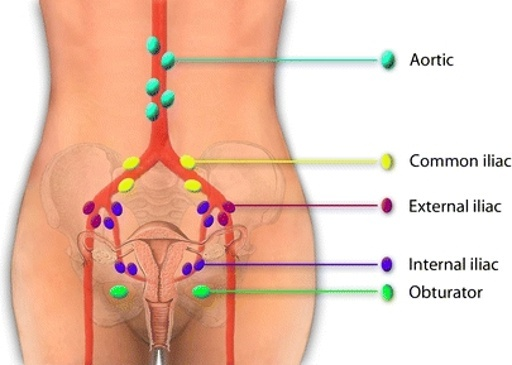 Aortic
Common iliac
External iliac
Internal iliac
Obturator